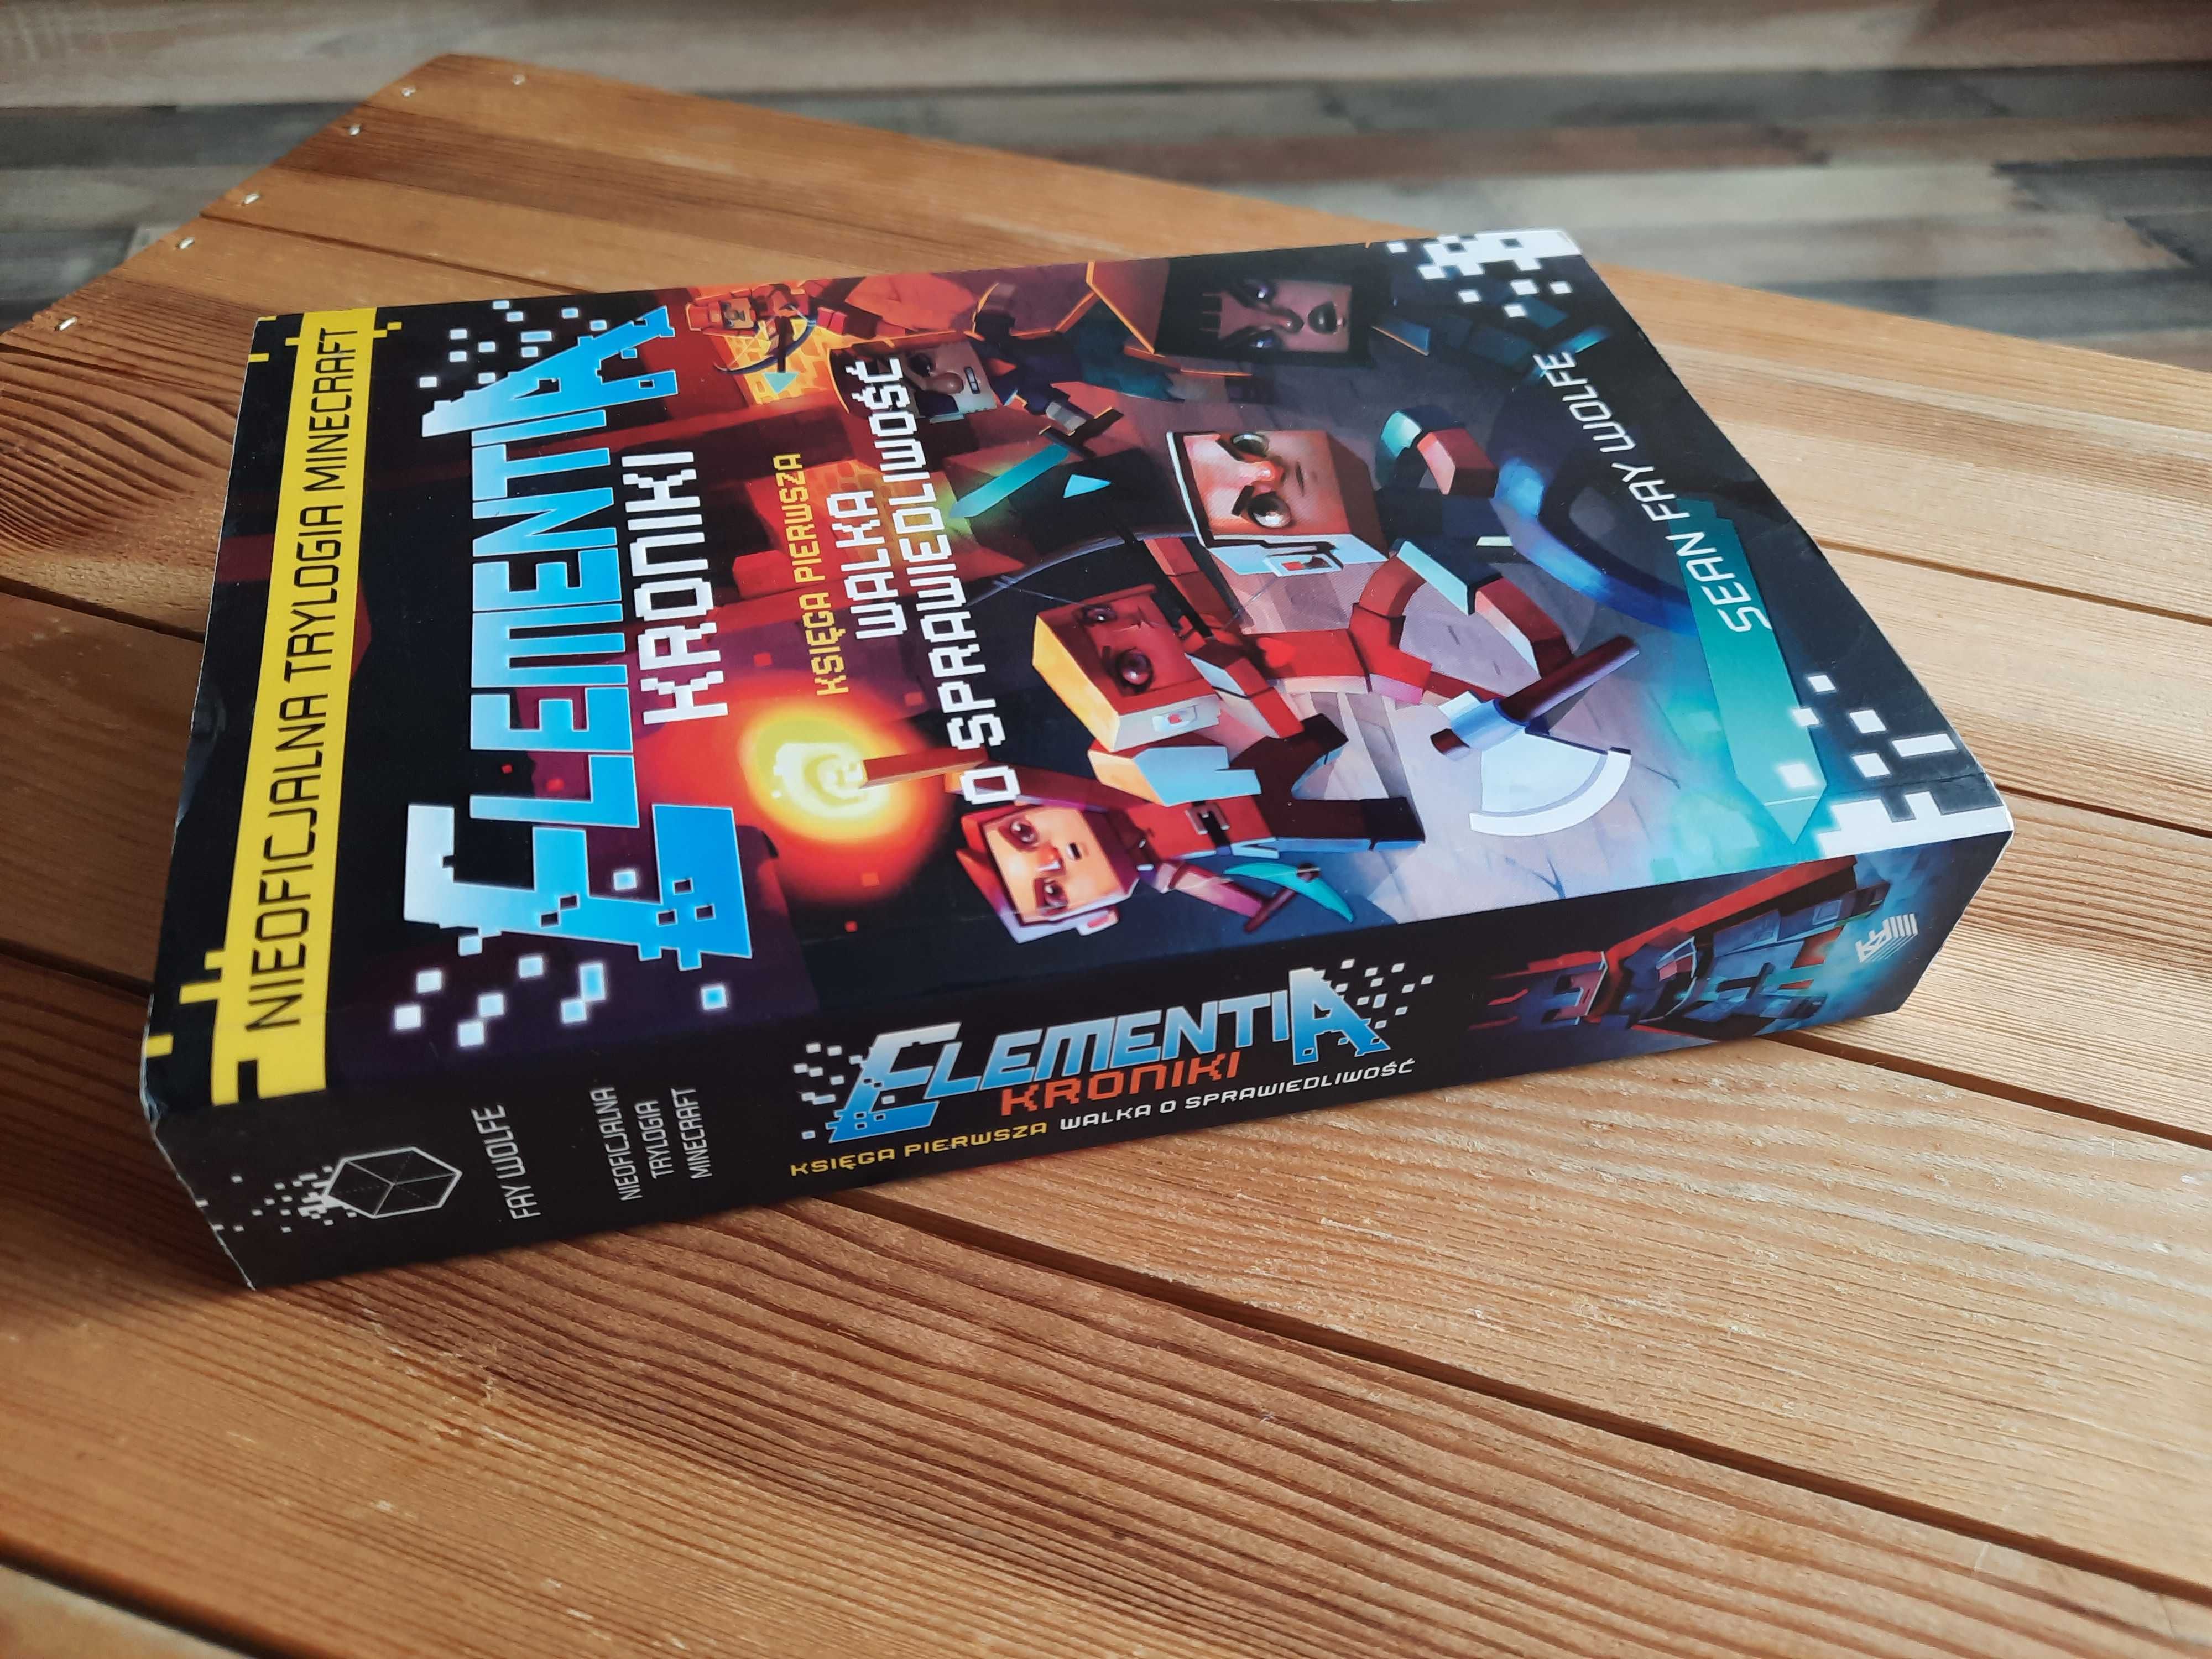 NIEOFICJALNA TRYLOGIA MINECRAFT
ELEMENTIA
KRONIKI
KSIĘGA PIERWSZA
WALKA
O SPRAWIEDLIWOŚĆ
SEAN FAY WOLFE
FAY WOLFE
NIEOFICJALNA
TRYLOGIA
MINECRAFT
ELEMENTIA
KRONIKI
KSIĘGA PIERWSZA WALKA O SPRAWIEDLIWOŚĆ